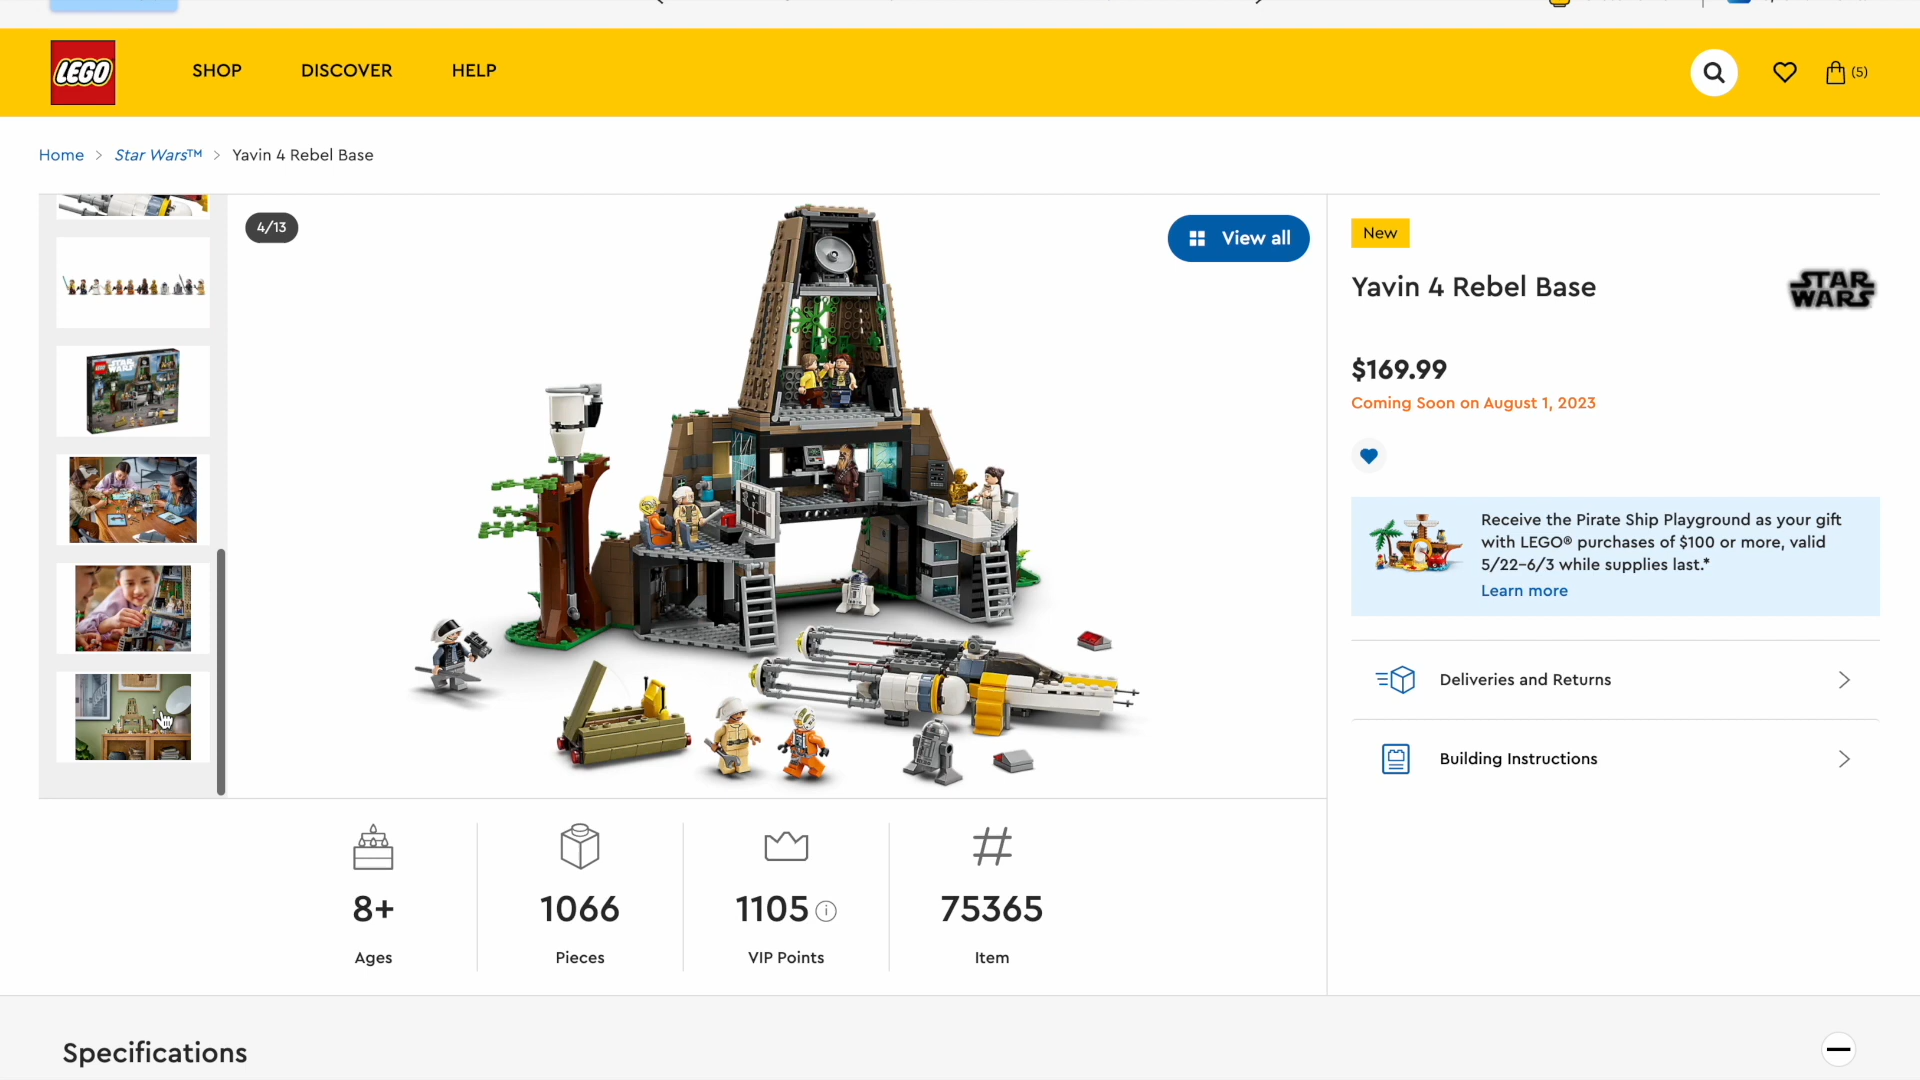 LEGO
SHOP
DISCOVER
HELP
(5)
Home > Star Wars™ > Yavin 4 Rebel Base
4/13
View all
New
Yavin 4 Rebel Base
STAR WARS
$169.99
Coming Soon on August 1, 2023
Receive the Pirate Ship Playground as your gift
with LEGO® purchases of $100 or more, valid
5/22-6/3 while supplies last.*
Learn more
Deliveries and Returns
Building Instructions
8+
Ages
1066
Pieces
1105
VIP Points
#
75365
Item
Specifications